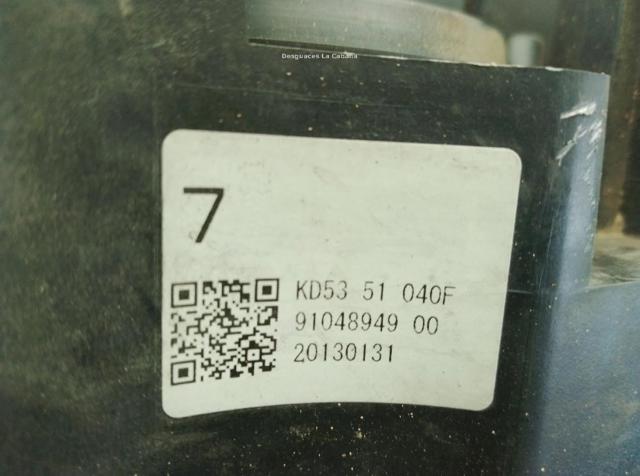 Desguaces La Cabaña
7
KD53 51 040F
91048949 00
20130131